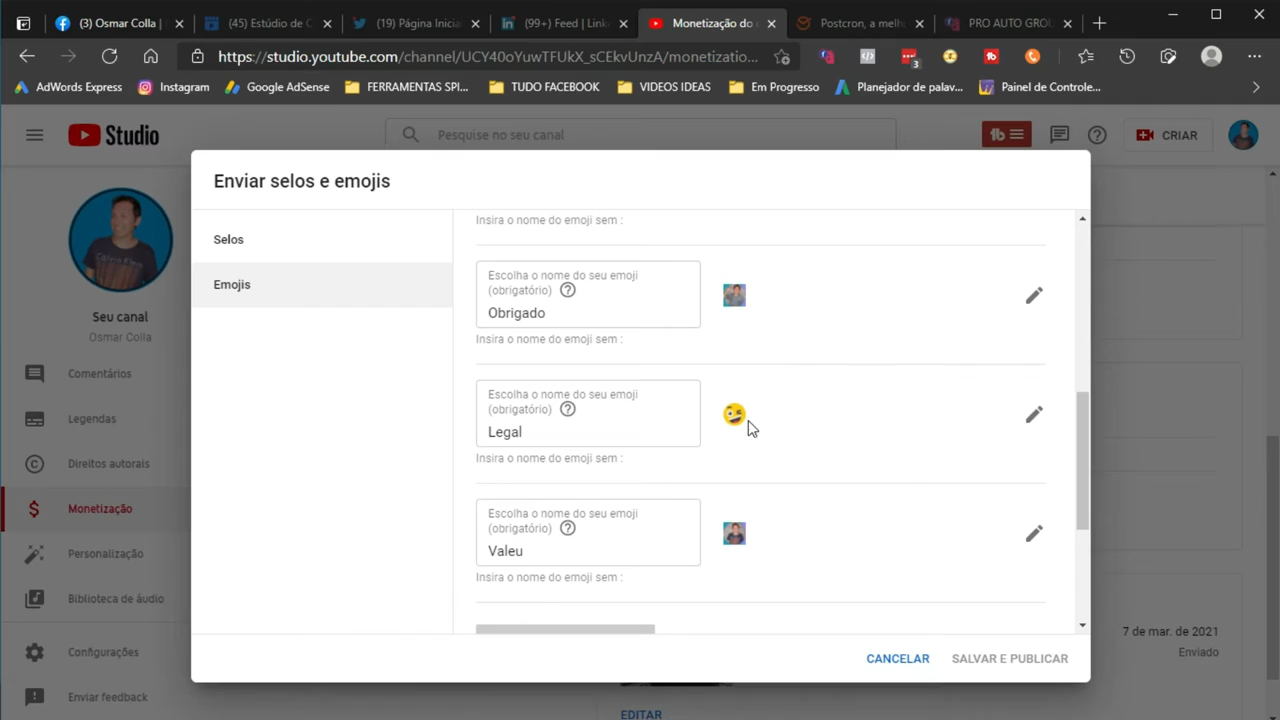 (1) Osmar Colla |
(45) Estúdio de C
(19) Página Inicia
(99+) Feed | Link
Monetização do
Postcron, a melh
PRO AUTO GROU
https://studio.youtube.com/channel/UCY40oYuwTFUkX_sCEkvUnzA/monetizatio...
3
AdWords Express
Instagram
Google AdSense
FERRAMENTAS SPI...
TUDO FACEBOOK
VIDEOS IDEAS
Em Progresso
Planejador de palav...
Painel de Controle...
Studio
Pesquise no seu canal
tb
CRIAR
Enviar selos e emojis
Selos
Emojis
Insira o nome do emoji sem :
Escolha o nome do seu emoji
(obrigatório)
Obrigado
Insira o nome do emoji sem :
Escolha o nome do seu emoji
(obrigatório)
Legal
Insira o nome do emoji sem :
Escolha o nome do seu emoji
(obrigatório)
Valeu
Insira o nome do emoji sem :
CANCELAR
SALVAR E PUBLICAR
Seu canal
Osmar Colla
Comentários
Legendas
Direitos autorais
Monetização
Personalização
Biblioteca de áudio
Configurações
Enviar feedback
7 de mar. de 2021
Enviado
EDITAR